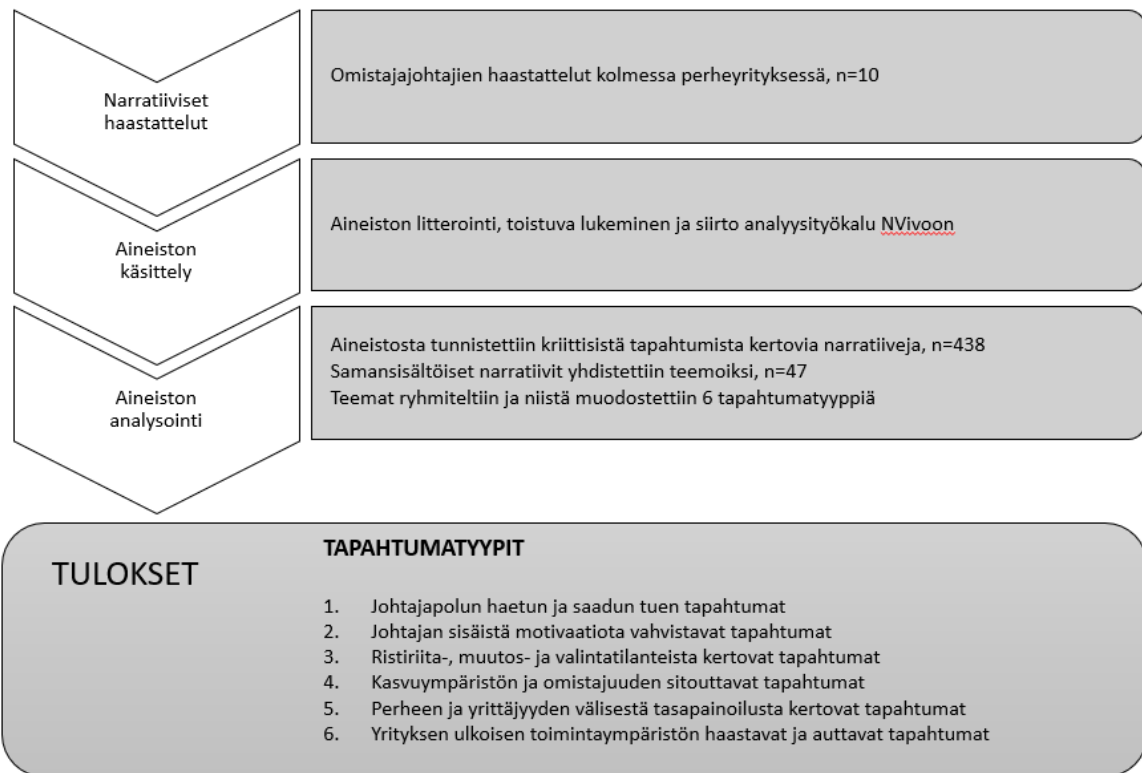 Narratiiviset
haastattelut
Omistajajohtajien haastattelut kolmessa perheyrityksessä, n=10
Aineiston
käsittely
Aineiston litterointi, toistuva lukeminen ja siirto analyysityökalu NVivoon
Aineiston
analysointi
Aineistosta tunnistettiin kriittisistä tapahtumista kertovia narratiiveja, n=438
Samansisältöiset narratiivit yhdistettiin teemoiksi, n=47
Teemat ryhmiteltiin ja niistä muodostettiin 6 tapahtumatyyppiä
TULOKSET
TAPAHTUMATYYPIT
1. Johtajapolun haetun ja saadun tuen tapahtumat
2. Johtajan sisäistä motivaatiota vahvistavat tapahtumat
3. Ristiriita-, muutos- ja valintatilanteista kertovat tapahtumat
4. Kasvuympäristön ja omistajuuden sitouttavat tapahtumat
5. Perheen ja yrittäjyyden välisestä tasapainoilusta kertovat tapahtumat
6. Yrityksen ulkoisen toimintaympäristön haastavat ja auttavat tapahtumat